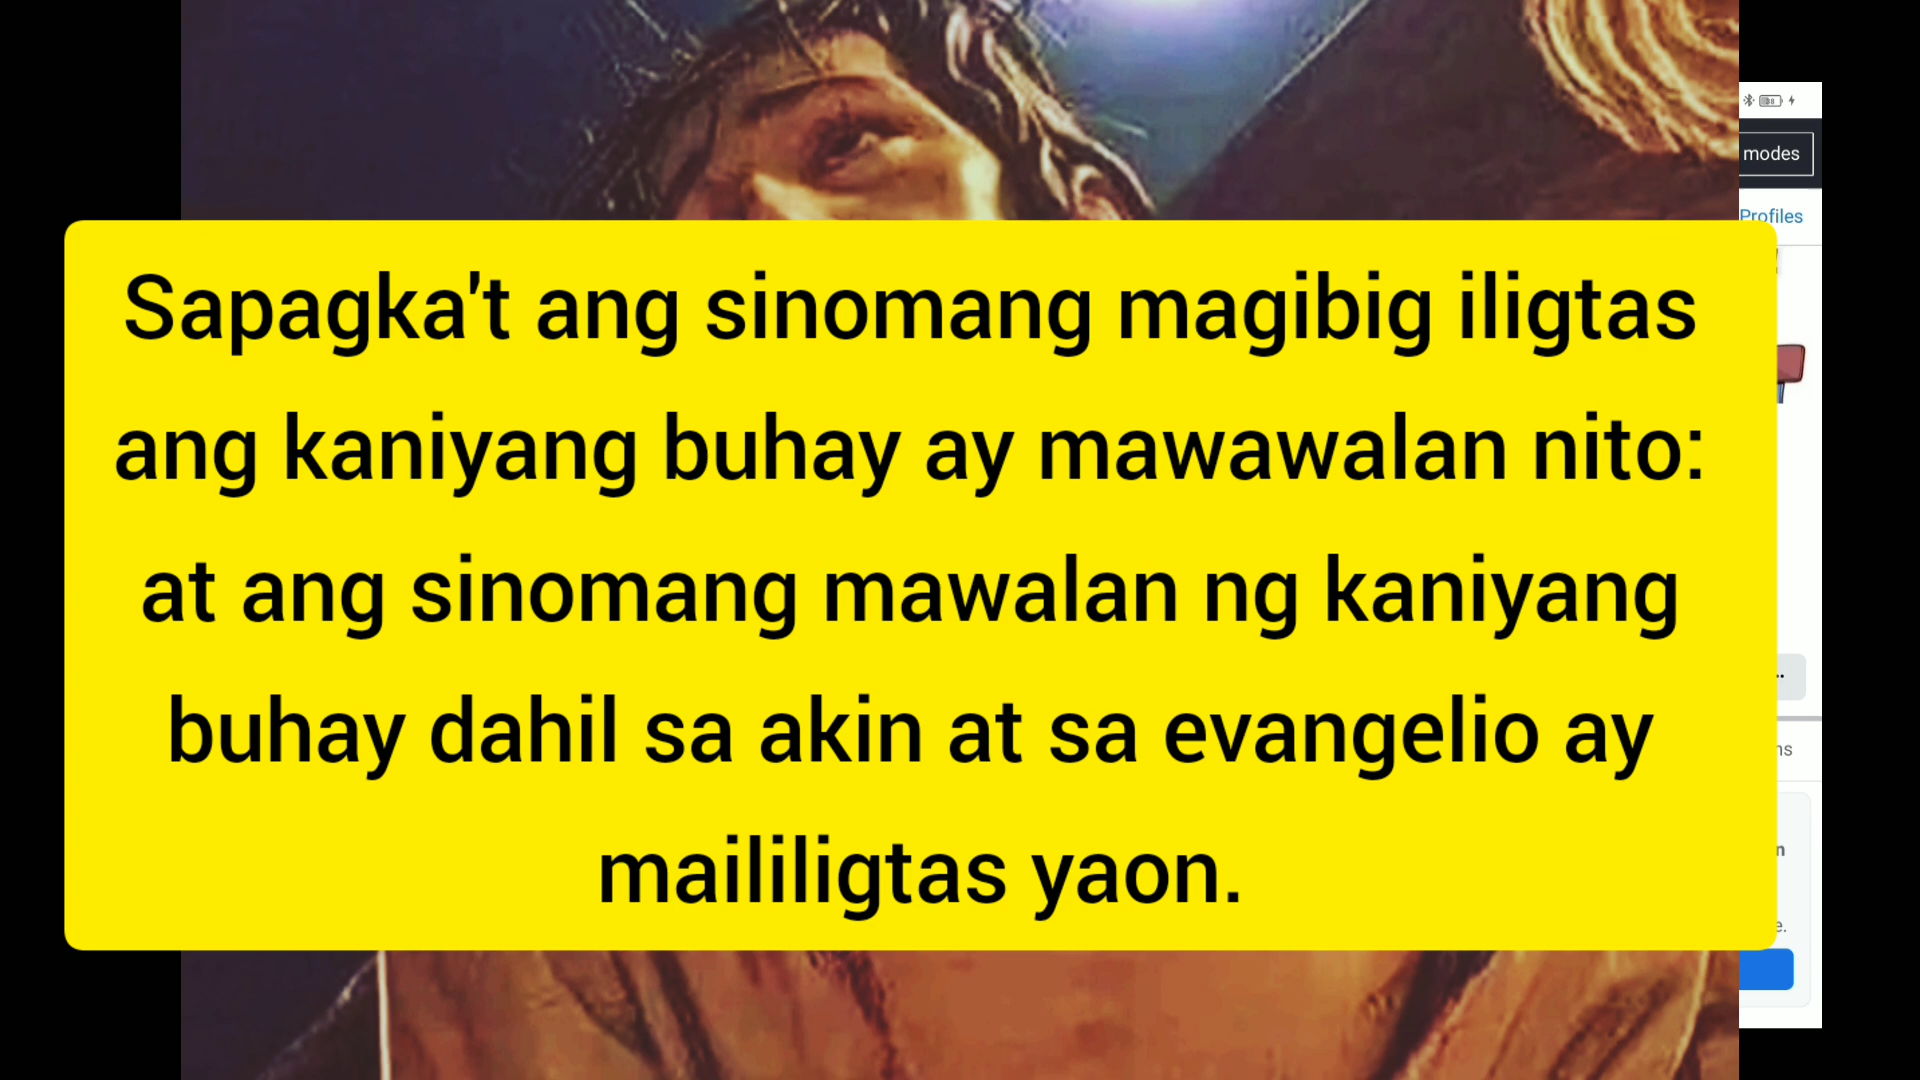 modes
Profiles
Sapagka't ang sinomang magibig iligtas
ang kaniyang buhay ay mawawalan nito:
at ang sinomang mawalan ng kaniyang
buhay dahil sa akin at sa evangelio ay
maililigtas yaon.